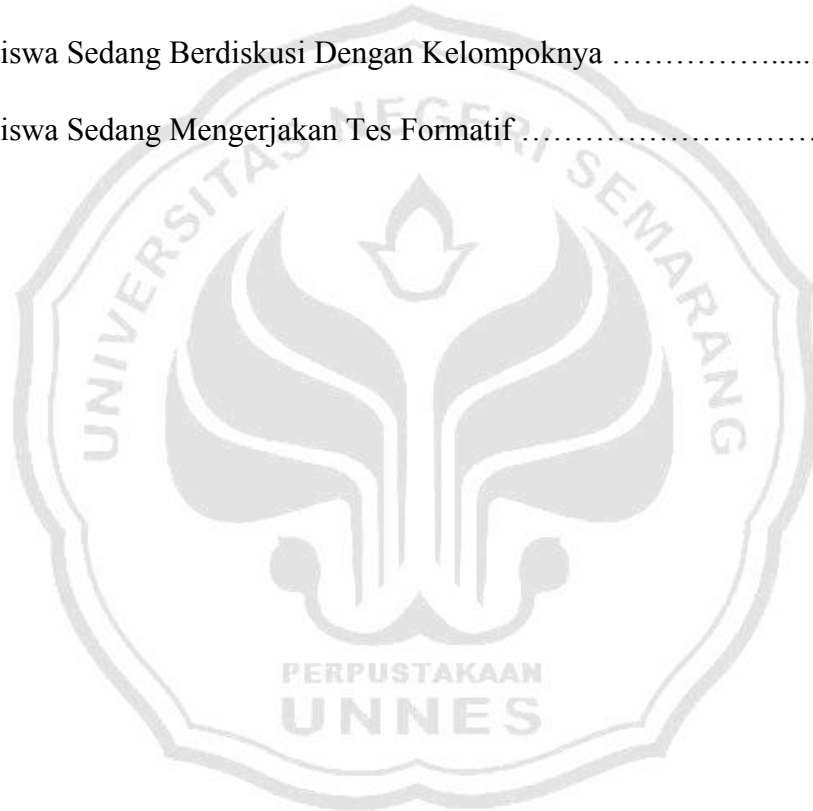 iswa Sedang Berdiskusi Dengan Kelompoknya ……………......
iswa Sedang Mengerjakan Tes Formatif ……………………….
UNIVERSITAS NEGERI SEMARANG
PERPUSTAKAAN
UNNES